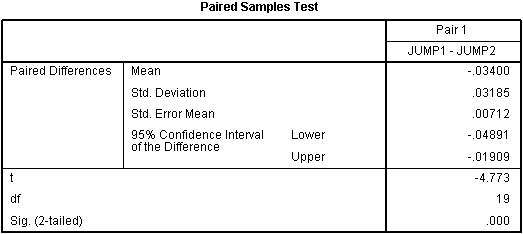 Paired Samples Test
Pair 1
JUMP1 - JUMP2
Paired Differences Mean -.03400
Std. Deviation .03185
Std. Error Mean .00712
95% Confidence Interval Lower -.04891
of the Difference
Upper -.01909
t -4.773
df 19
Sig. (2-tailed) .000